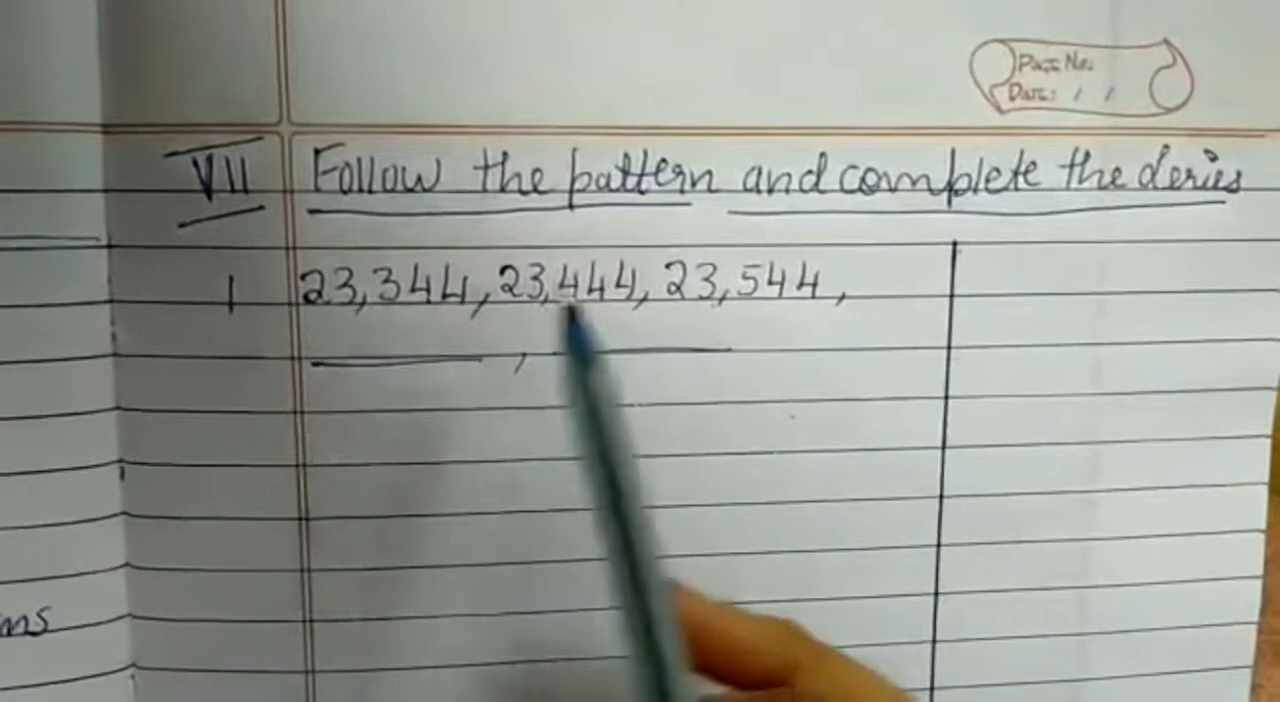 Page No.
Date: / /
VII Follow the pattern and complete the series
1 23,344, 23,444, 23,544,
,
ms